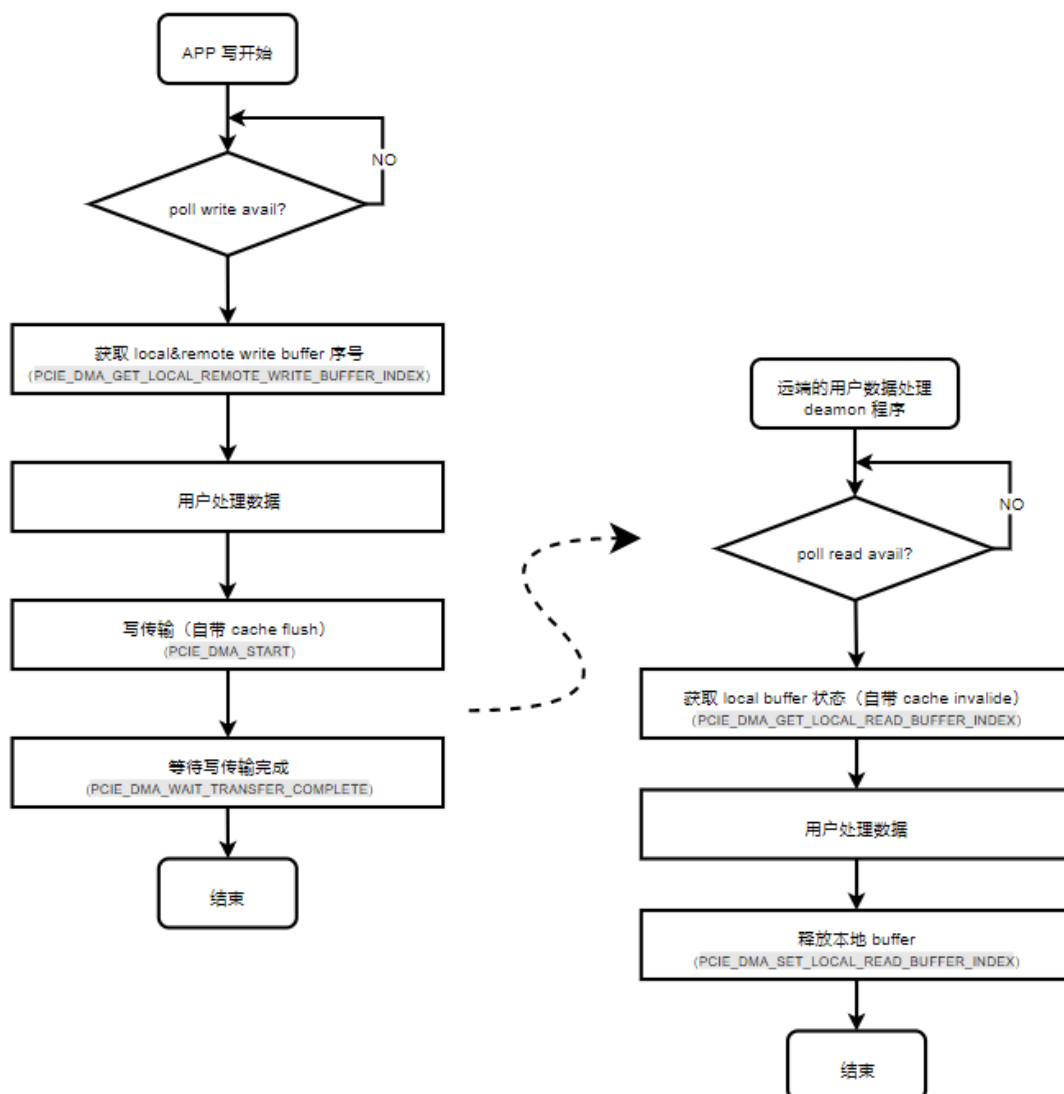 APP 写开始
NO
poll write avail?
获取 local&remote write buffer 序号
(PCIE_DMA_GET_LOCAL_REMOTE_WRITE_BUFFER_INDEX)
用户处理数据
写传输（自带 cache flush）
(PCIE_DMA_START)
等待写传输完成
(PCIE_DMA_WAIT_TRANSFER_COMPLETE)
结束
远端的用户数据处理
deamon 程序
NO
poll read avail?
获取 local buffer 状态（自带 cache invalide）
(PCIE_DMA_GET_LOCAL_READ_BUFFER_INDEX)
用户处理数据
释放本地 buffer
(PCIE_DMA_SET_LOCAL_READ_BUFFER_INDEX)
结束